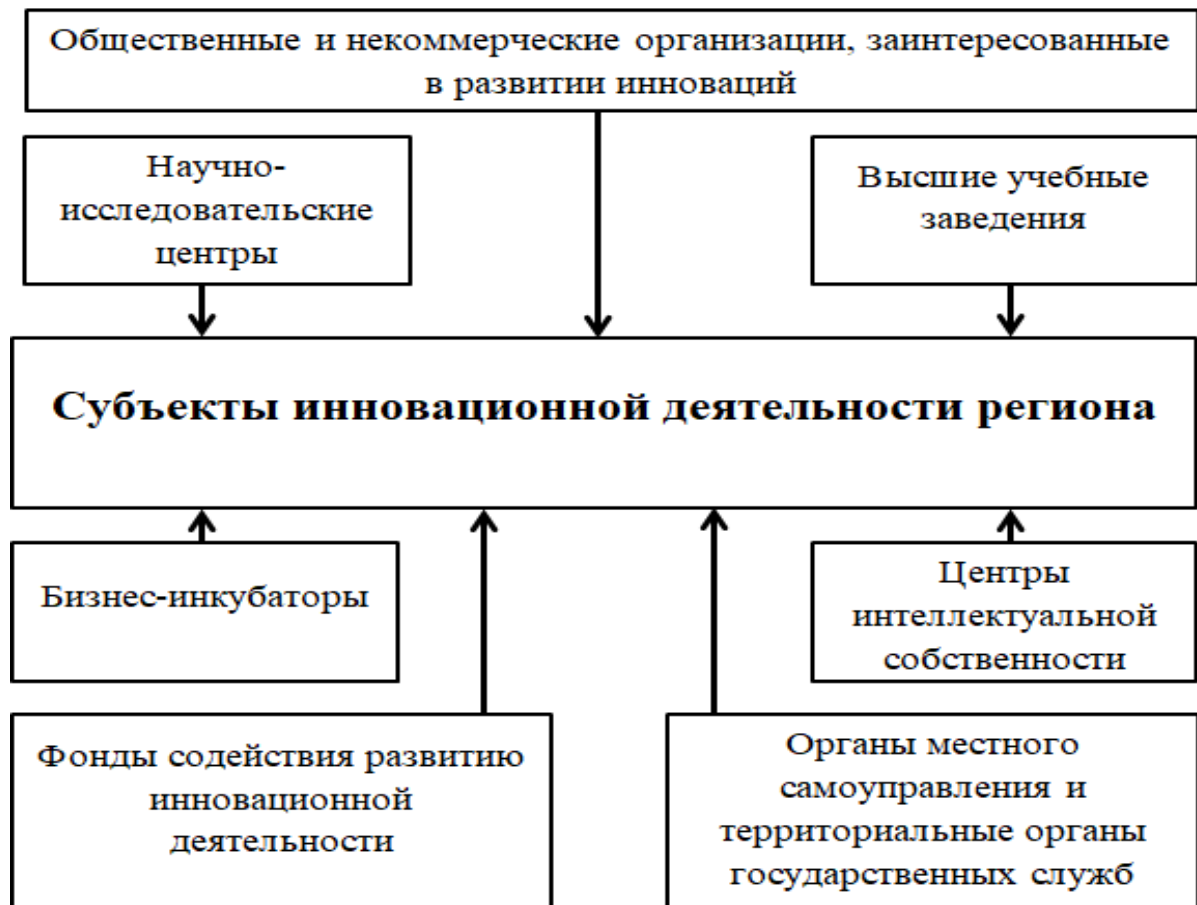 Общественные и некоммерческие организации, заинтересованные
в развитии инноваций
Научно-
исследовательские
центры
Высшие учебные
заведения
Субъекты инновационной деятельности региона
Бизнес-инкубаторы
Центры
интеллектуальной
собственности
Фонды содействия развитию
инновационной
деятельности
Органы местного
самоуправления и
территориальные органы
государственных служб